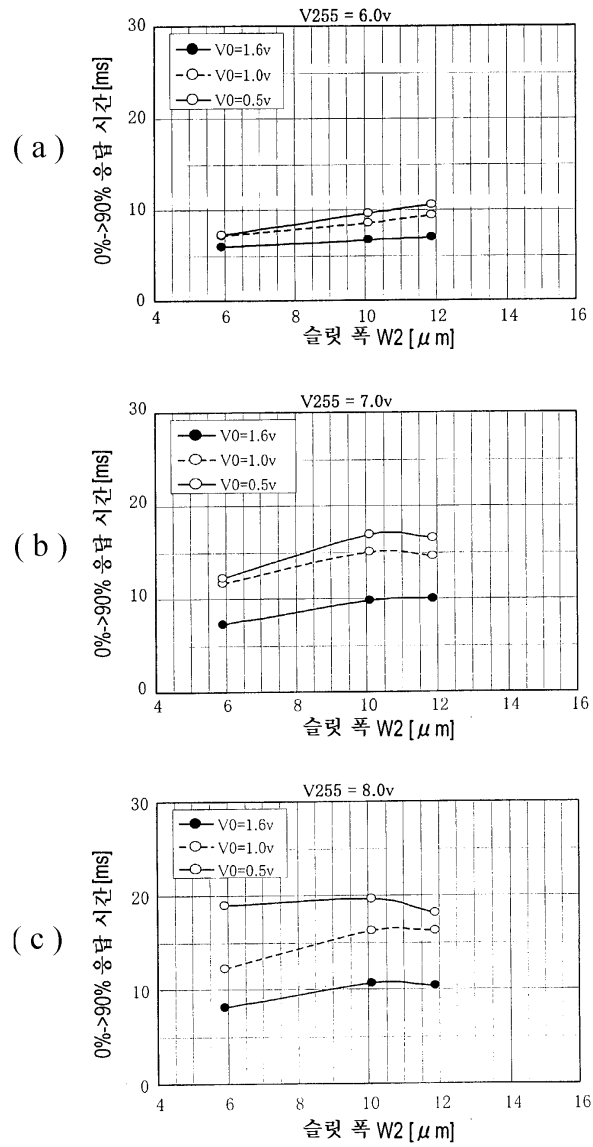 V255 = 6.0v
30
V0=1.6v
V0=1.0v
V0=0.5v
20
10
0
0%->90% 응답 시간 [ms]
(a)
4 6 8 10 12 14 16
슬릿 폭 W2 [μm]
V255 = 7.0v
30
V0=1.6v
V0=1.0v
V0=0.5v
20
10
0
0%->90% 응답 시간 [ms]
(b)
4 6 8 10 12 14 16
슬릿 폭 W2 [μm]
V255 = 8.0v
30
V0=1.6v
V0=1.0v
V0=0.5v
20
10
0
0%->90% 응답 시간 [ms]
(c)
4 6 8 10 12 14 16
슬릿 폭 W2 [μm]